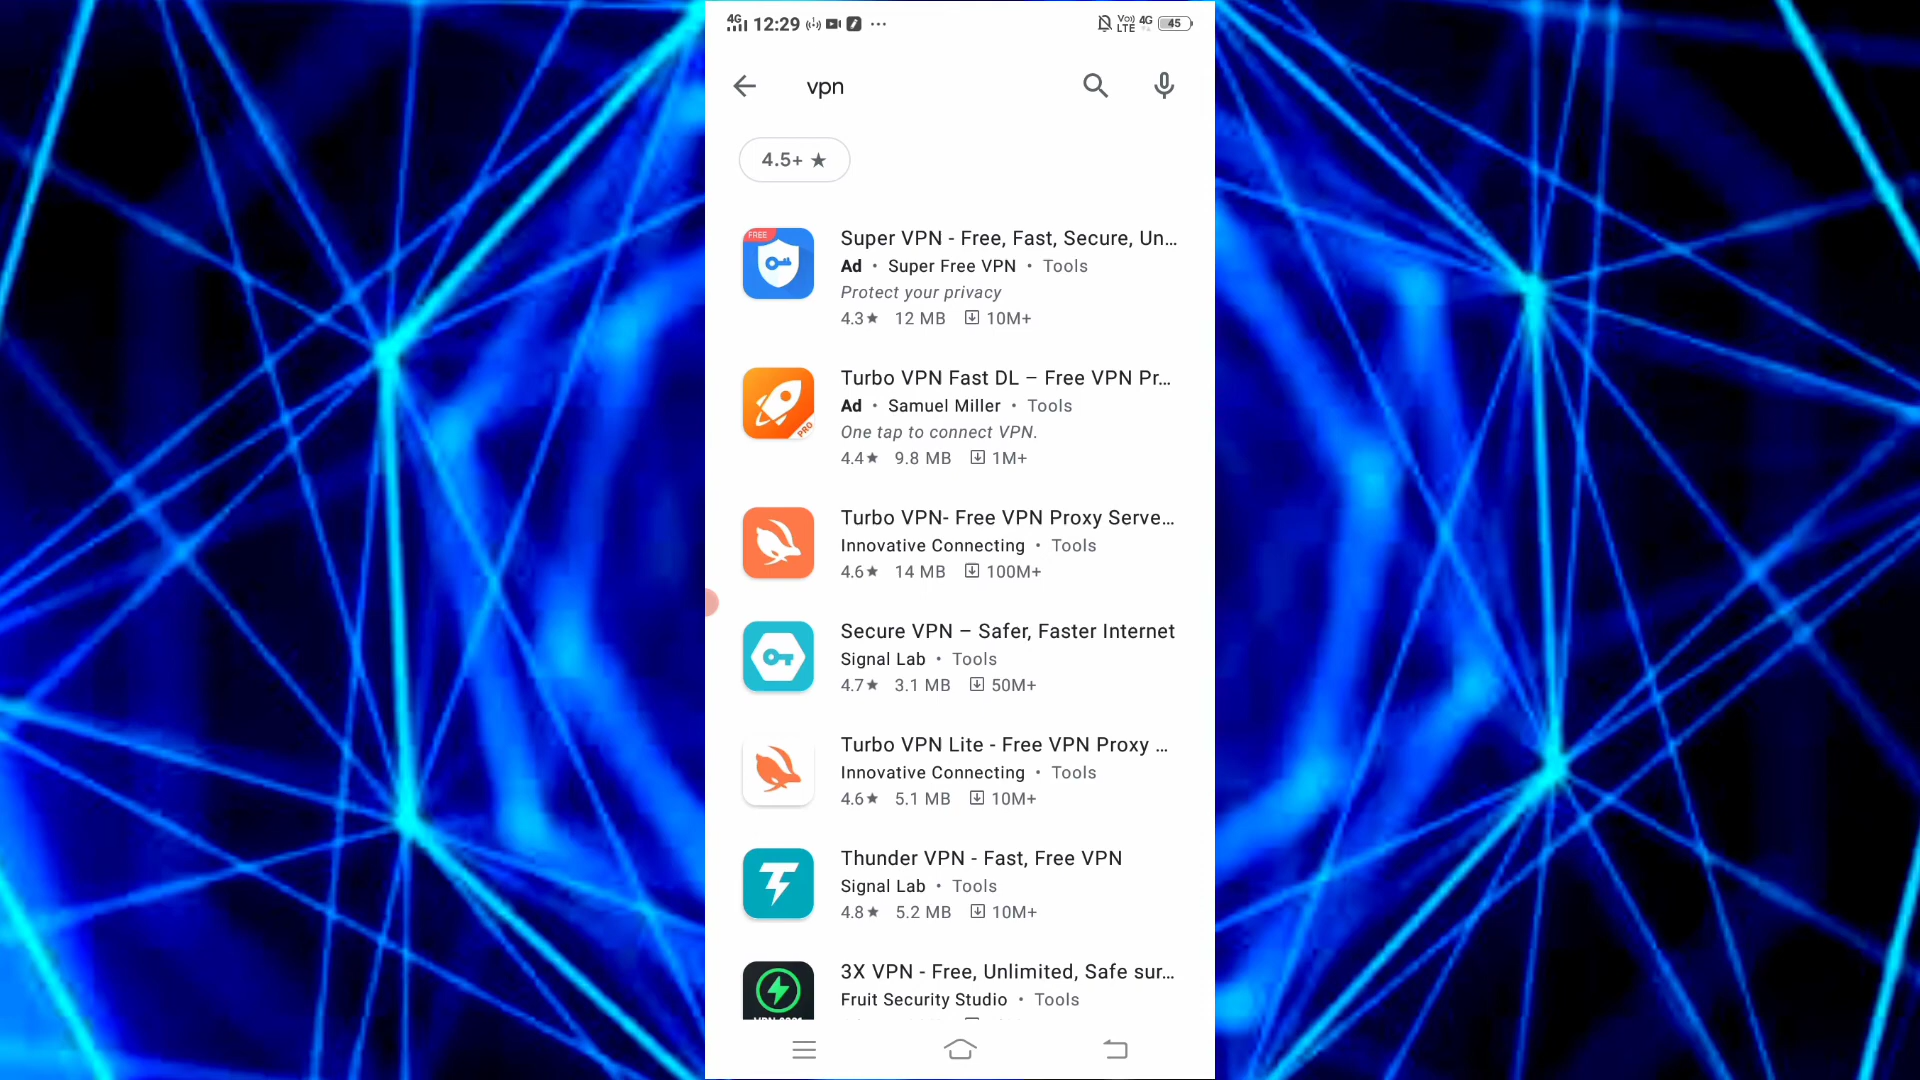 4G 12:29 Vo) LTE 4G 45
vpn
4.5+ ★
FREE
Super VPN - Free, Fast, Secure, Un...
Ad • Super Free VPN • Tools
Protect your privacy
4.3★ 12 MB 10M+
PRO
Turbo VPN Fast DL – Free VPN Pr...
Ad • Samuel Miller • Tools
One tap to connect VPN.
4.4★ 9.8 MB 1M+
Turbo VPN- Free VPN Proxy Serve...
Innovative Connecting • Tools
4.6★ 14 MB 100M+
Secure VPN – Safer, Faster Internet
Signal Lab • Tools
4.7★ 3.1 MB 50M+
Turbo VPN Lite - Free VPN Proxy ...
Innovative Connecting • Tools
4.6★ 5.1 MB 10M+
Thunder VPN - Fast, Free VPN
Signal Lab • Tools
4.8★ 5.2 MB 10M+
3X VPN - Free, Unlimited, Safe sur...
Fruit Security Studio • Tools